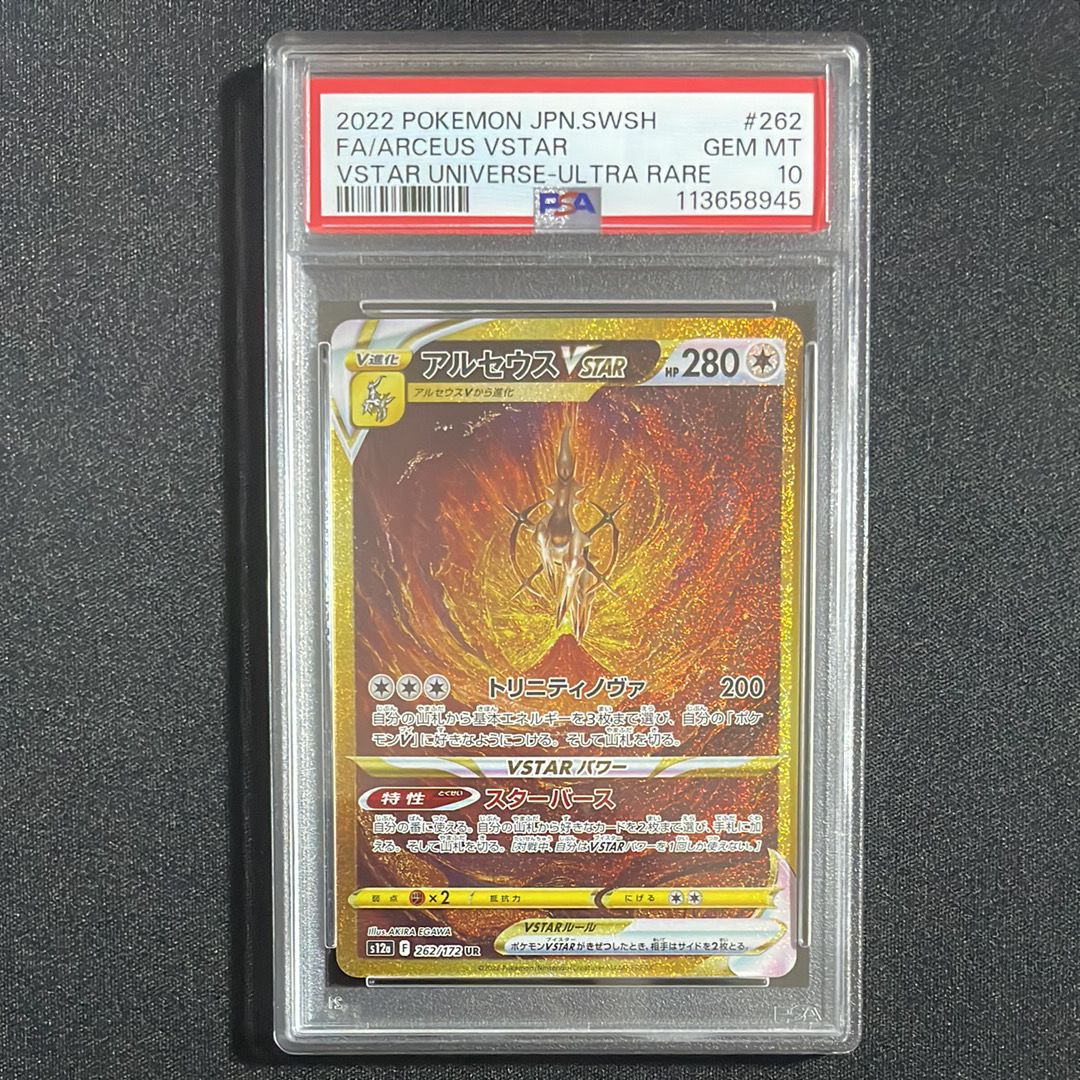 2022 POKEMON JPN.SWSH #262
FA/ARCEUS VSTAR GEM MT
VSTAR UNIVERSE-ULTRA RARE 10
PSA 113658945
V進化 アルセウス VSTAR HP 280
アルセウスVから進化
トリニティノヴァ 200
自分の山札から基本エネルギーを3枚まで選び、自分の「ポケ
モンV」に好きなようにつける。そして山札を切る。
VSTARパワー
特性 とくせい スターバース
自分の番に使える。自分の山札から好きなカードを2枚まで選び、手札に加
える。そして山札を切る。[対戦中、自分はVSTARパワーを1回しか使えない。]
弱点 ×2 抵抗力 にげる
Illus. AKIRA EGAWA
VSTARルール
ポケモンVSTARがきぜつしたとき、相手はサイドを2枚とる。
s12a F 262/172 UR
PSA